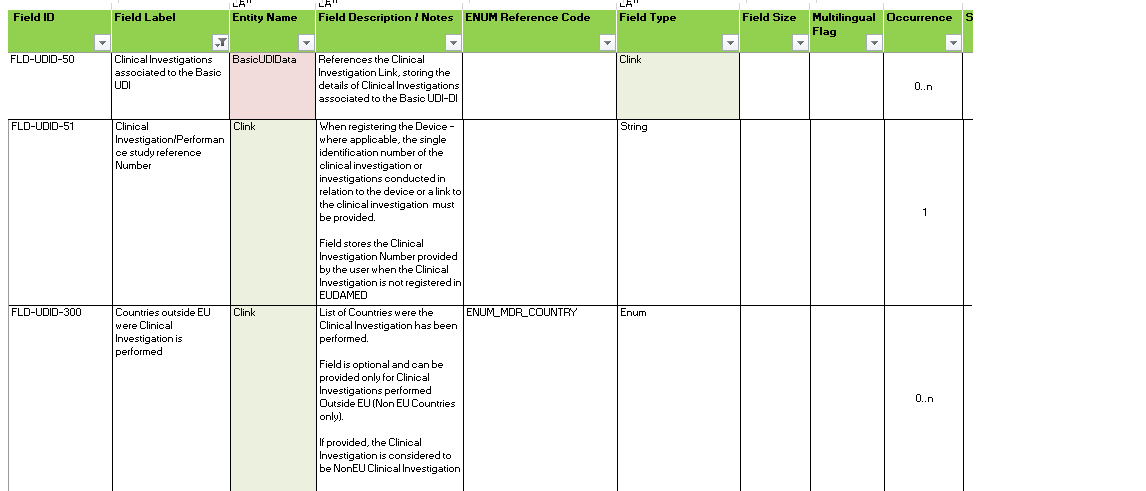 Field ID
Field Label
Entity Name
Field Description / Notes
ENUM Reference Code
Field Type
Field Size
Multilingual
Flag
Occurrence
S
FLD-UDID-50
Clinical Investigations
associated to the Basic
UDI
BasicUDIData
References the Clinical
Investigation Link, storing the
details of Clinical Investigations
associated to the Basic UDI-DI
Clink
0..n
FLD-UDID-51
Clinical
Investigation/Performan
ce study reference
Number
Clink
When registering the Device -
where applicable, the single
identification number of the
clinical investigation or
investigations conducted in
relation to the device or a link to
the clinical investigation must
be provided.
Field stores the Clinical
Investigation Number provided
by the user when the Clinical
Investigation is not registered in
EUDAMED
String
1
FLD-UDID-300
Countries outside EU
were Clinical
Investigation is
performed
Clink
List of Countries were the
Clinical Investigation has been
performed.
Field is optional and can be
provided only for Clinical
Investigations performed
Outside EU (Non EU Countries
only).
If provided, the Clinical
Investigation is considered to
be NonEU Clinical Investigation
ENUM_MDR_COUNTRY
Enum
0..n